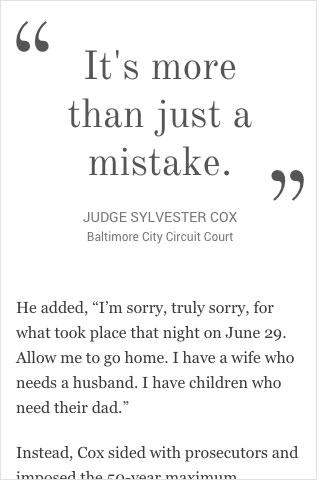 “
It's more
than just a
mistake.
”
JUDGE SYLVESTER COX
Baltimore City Circuit Court
He added, “I’m sorry, truly sorry, for
what took place that night on June 29.
Allow me to go home. I have a wife who
needs a husband. I have children who
need their dad.”
Instead, Cox sided with prosecutors and
imposed the 50-year maximum